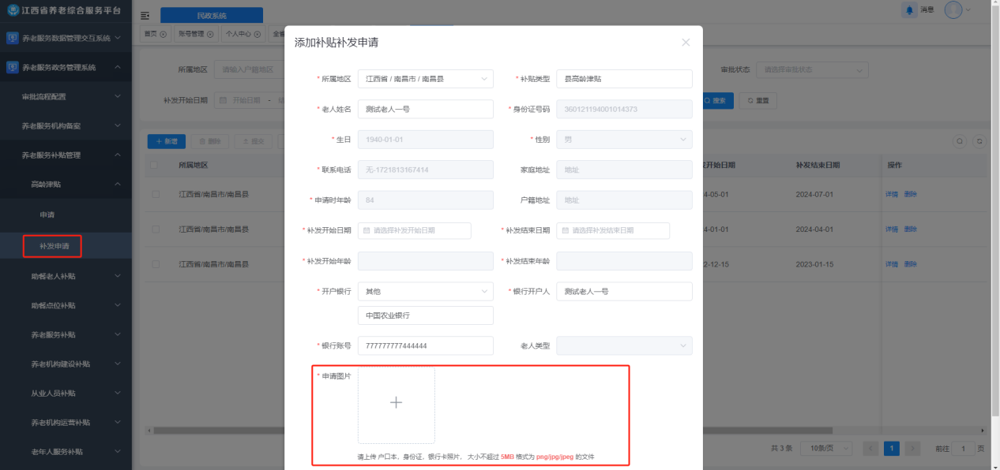 江西省养老综合服务平台
民政系统
消息
养老服务数据管理交互系统
养老服务政务管理系统
审批流程配置
养老服务机构备案
养老服务补贴管理
高龄津贴
申请
补发申请
助餐老人补贴
助餐点位补贴
养老服务补贴
养老机构建设补贴
从业人员补贴
养老机构运营补贴
老年人服务补贴
首页
账号管理
个人中心
所属地区 请输入户籍地区
审批状态 请选择审批状态
补发开始日期 开始日期 -
搜索 重置
新增 删除 提交
所属地区 开始日期 补发结束日期 操作
江西省/南昌市/南昌县 4-05-01 2024-07-01 详情 删除
江西省/南昌市/南昌县 4-01-01 2024-04-01 详情 删除
江西省/南昌市/南昌县 2-12-15 2023-01-15 详情 删除
共 3 条 10条/页 1 前往 1 页
添加补贴补发申请
* 所属地区 江西省 / 南昌市 / 南昌县 * 补贴类型 县高龄津贴
* 老人姓名 测试老人一号 * 身份证号码 360121194001014373
* 生日 1940-01-01 * 性别 男
* 联系电话 无-1721813167414 家庭地址 地址
* 申请时年龄 84 户籍地址 地址
* 补发开始日期 请选择补发开始日期 * 补发结束日期 请选择补发结束日期
* 补发开始年龄 * 补发结束年龄
* 开户银行 其他 * 银行开户人 测试老人一号
中国农业银行
* 银行账号 777777777444444 老人类型
* 申请图片
请上传 户口本，身份证，银行卡照片， 大小不超过 5MB 格式为 png/jpg/jpeg 的文件